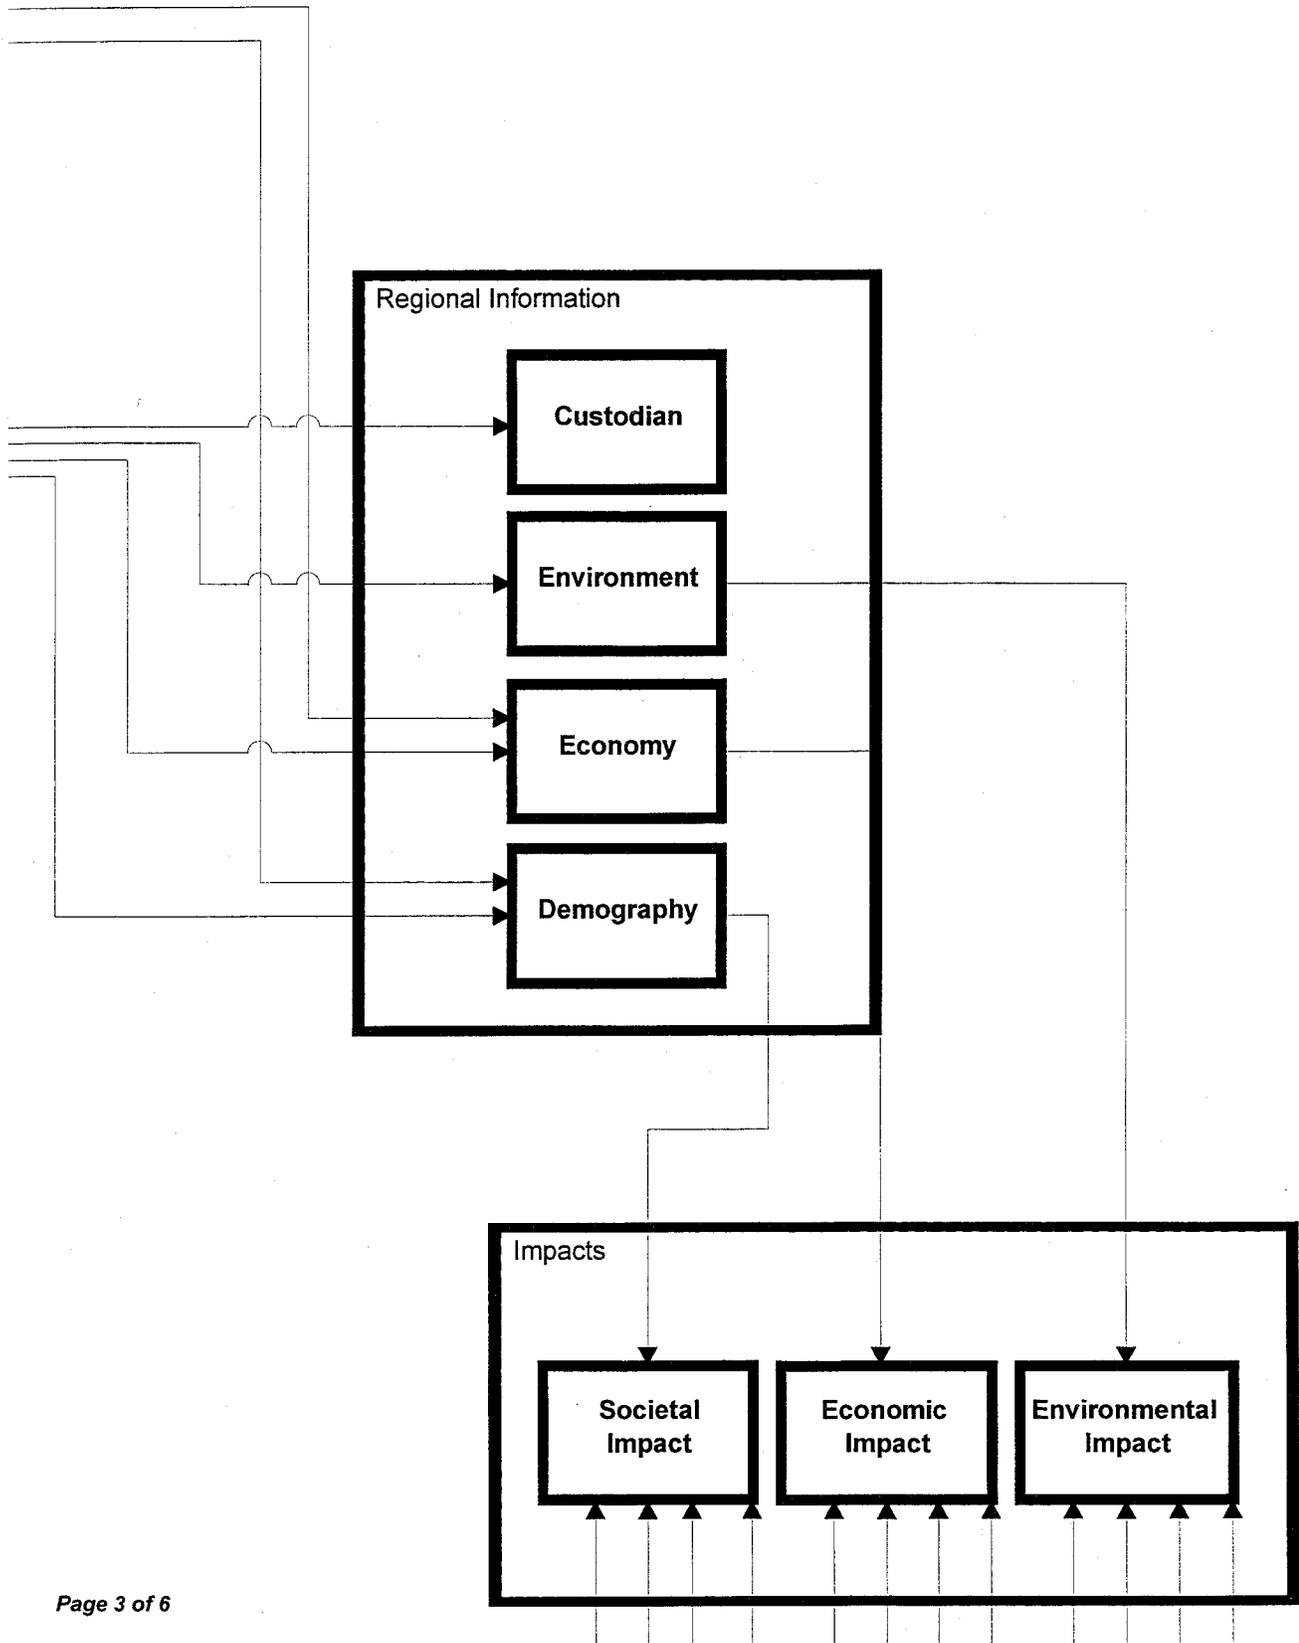 Regional Information
Custodian
Environment
Economy
Demography
Impacts
Societal
Impact
Economic
Impact
Environmental
Impact
Page 3 of 6